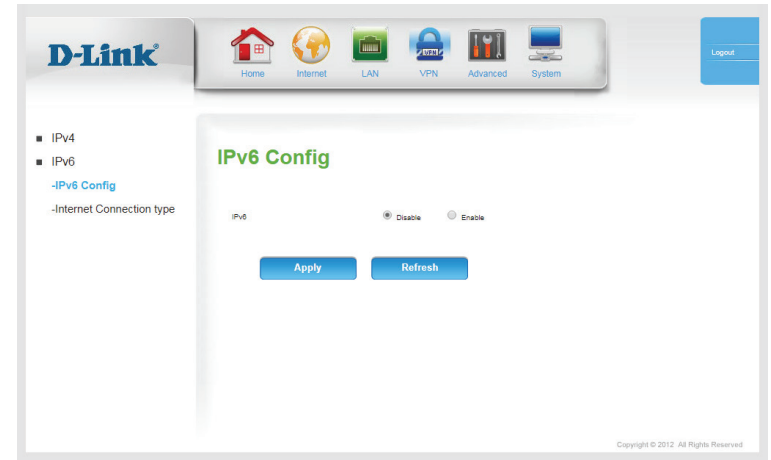 D-Link
Home Internet LAN VPN Advanced System
Logout
IPv4
IPv6
-IPv6 Config
-Internet Connection type
IPv6 Config
IPv6 Disable Enable
Apply Refresh
Copyright © 2012 All Rights Reserved